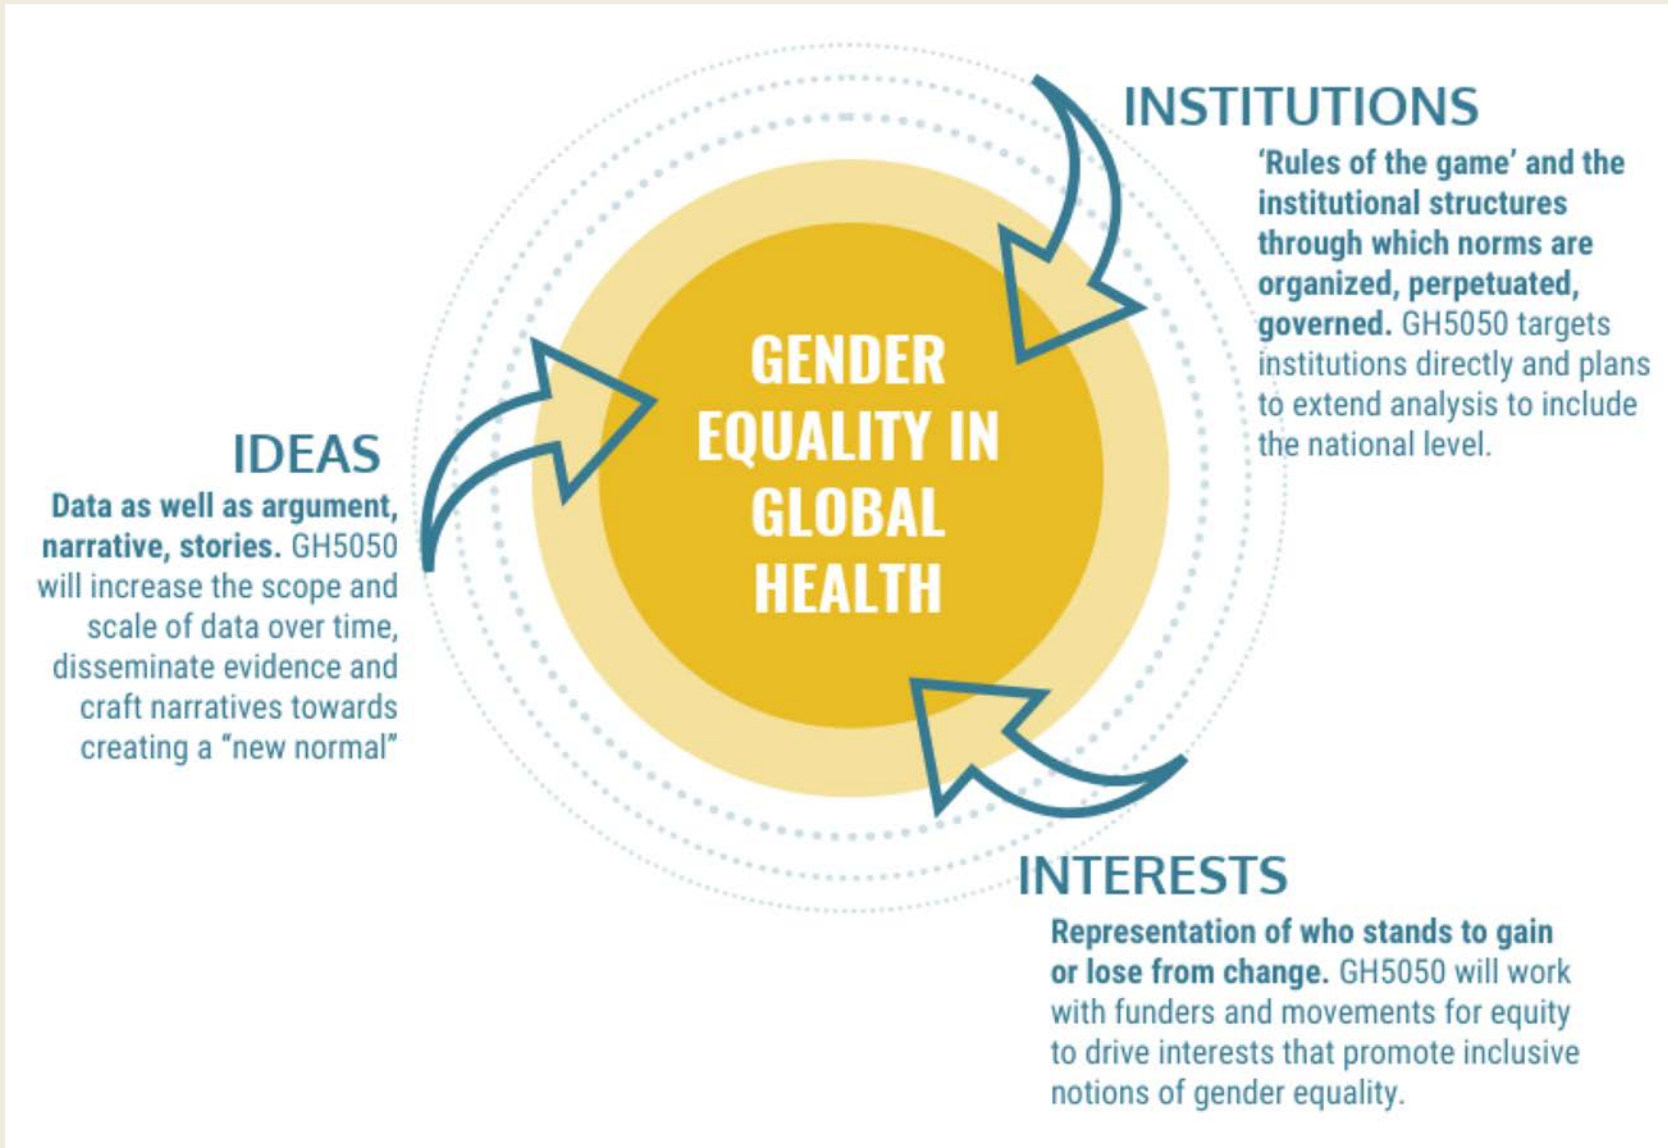 INSTITUTIONS
‘Rules of the game’ and the
institutional structures
through which norms are
organized, perpetuated,
governed. GH5050 targets
institutions directly and plans
to extend analysis to include
the national level.
GENDER
EQUALITY IN
GLOBAL
HEALTH
IDEAS
Data as well as argument,
narrative, stories. GH5050
will increase the scope and
scale of data over time,
disseminate evidence and
craft narratives towards
creating a “new normal”
INTERESTS
Representation of who stands to gain
or lose from change. GH5050 will work
with funders and movements for equity
to drive interests that promote inclusive
notions of gender equality.